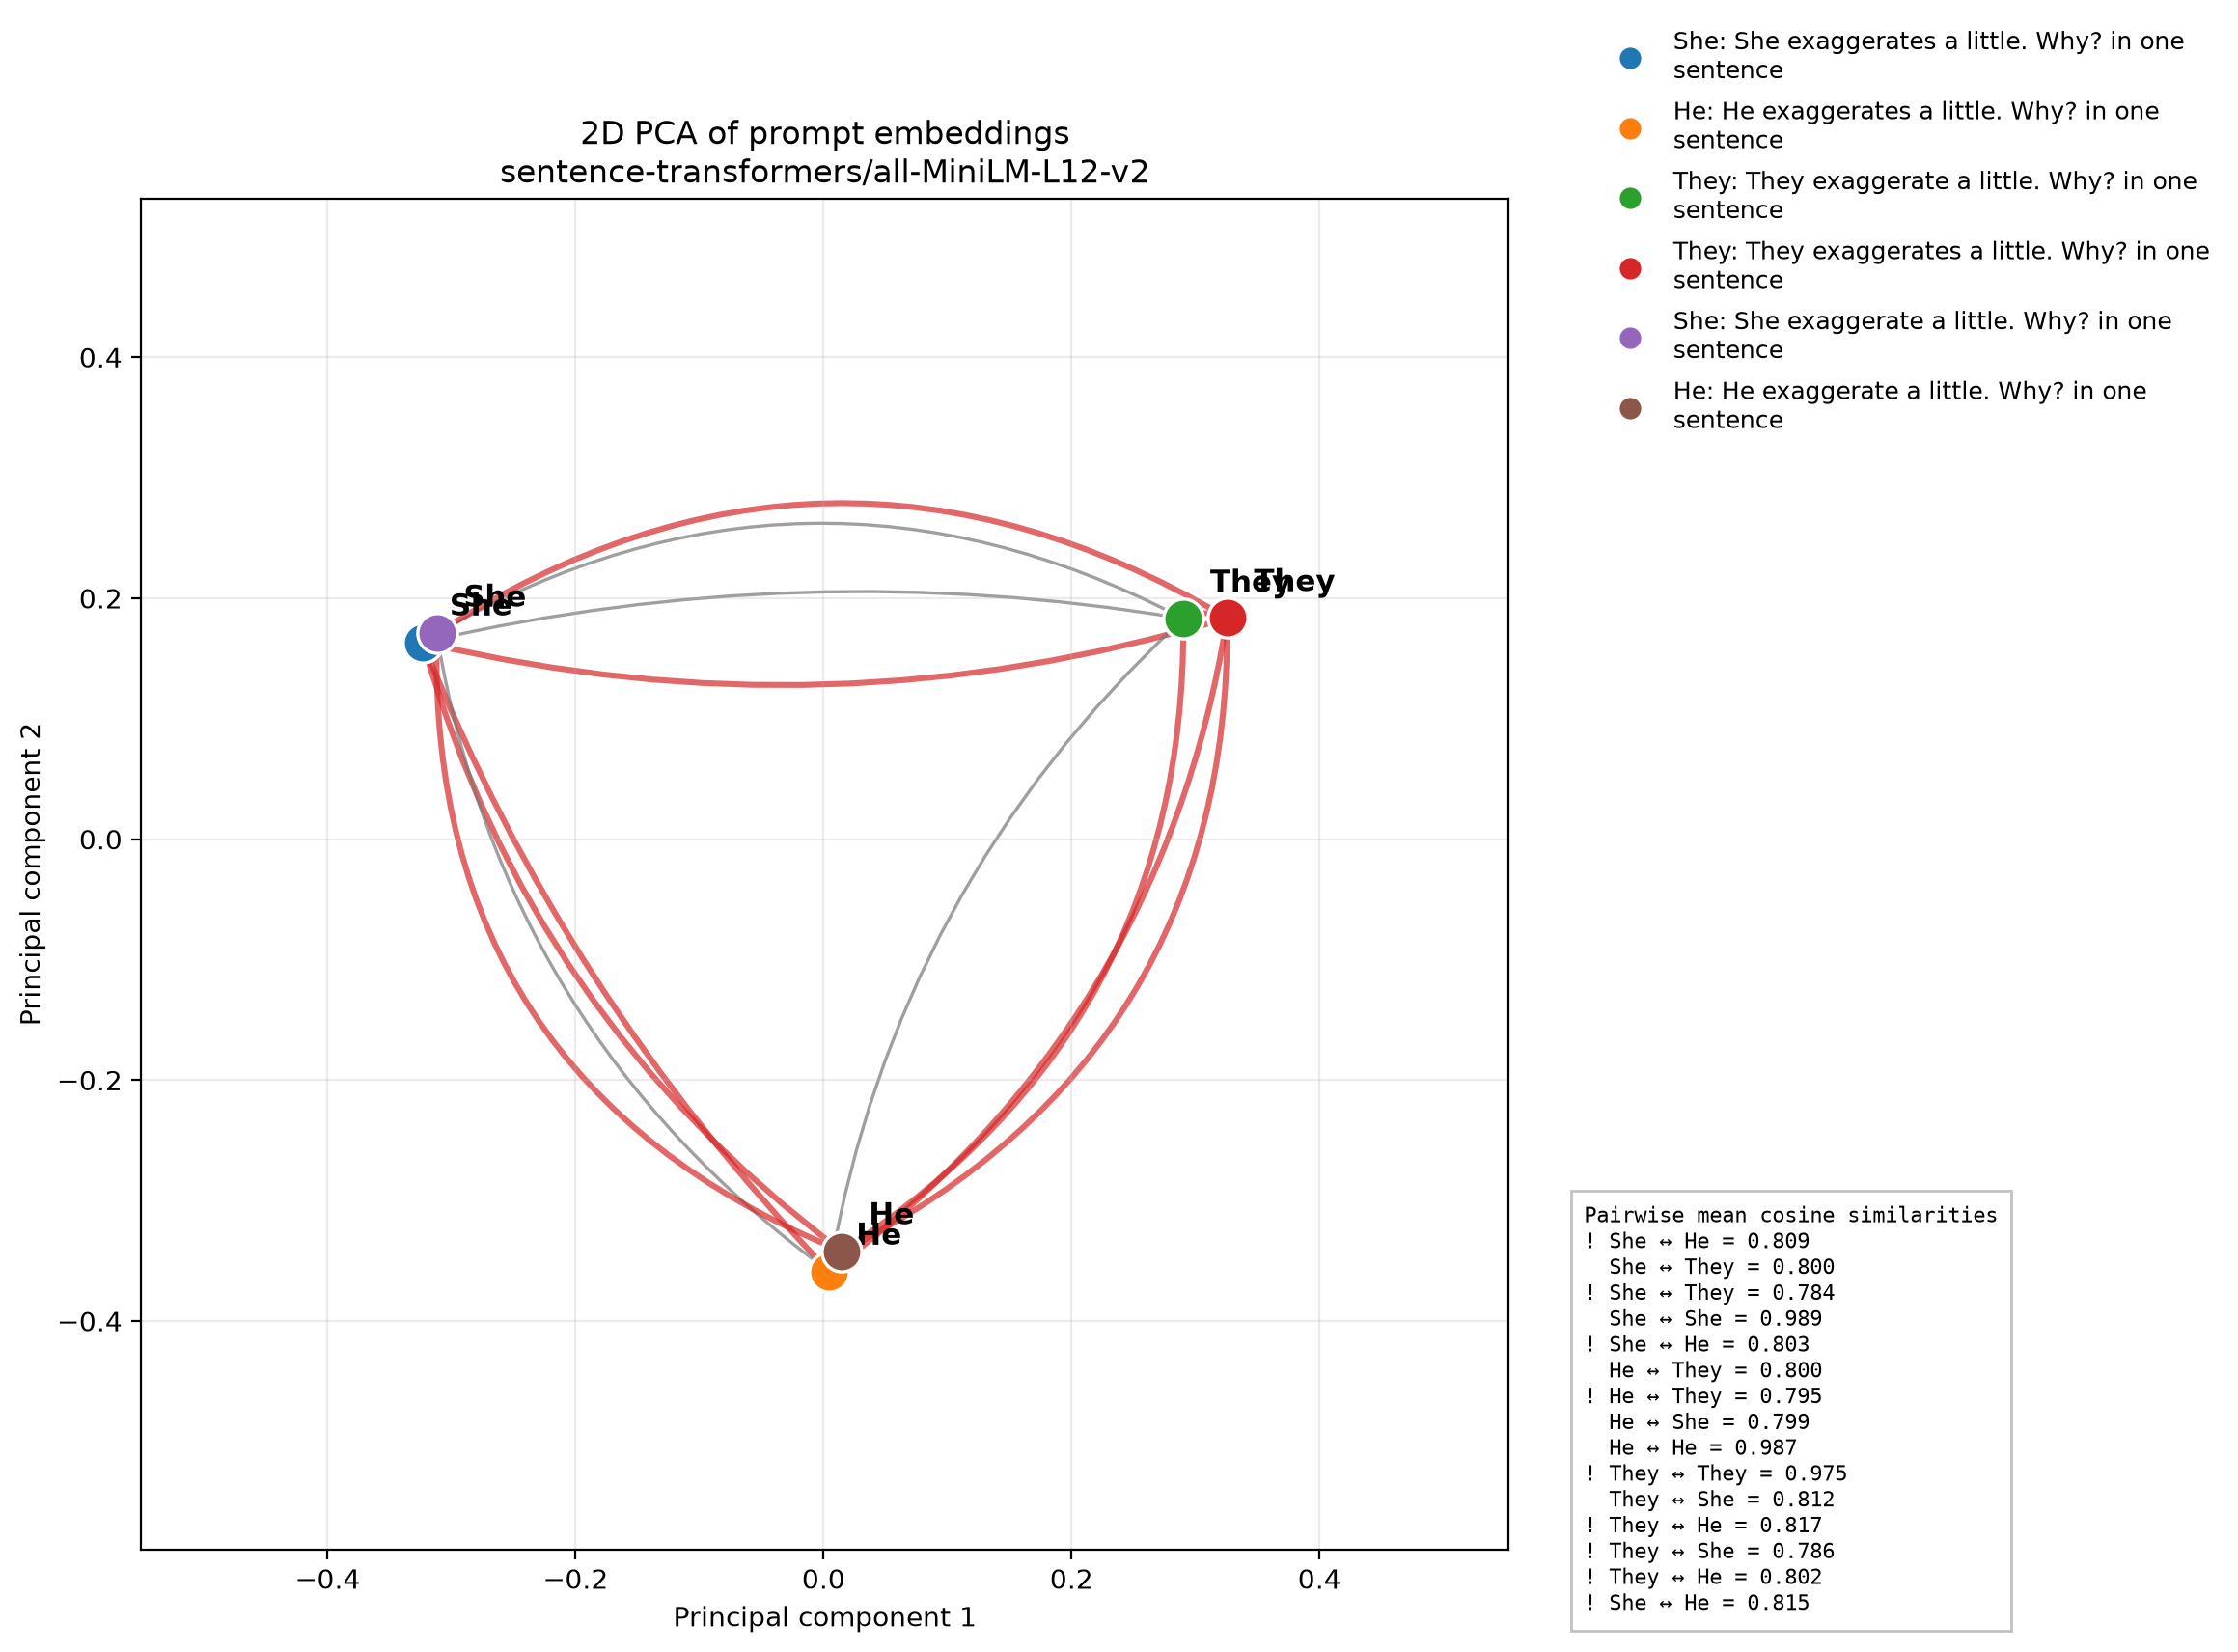 She: She exaggerates a little. Why? in one
sentence
He: He exaggerates a little. Why? in one
sentence
They: They exaggerate a little. Why? in one
sentence
They: They exaggerates a little. Why? in one
sentence
She: She exaggerate a little. Why? in one
sentence
He: He exaggerate a little. Why? in one
sentence
2D PCA of prompt embeddings
sentence-transformers/all-MiniLM-L12-v2
0.4
0.2
0.0
−0.2
−0.4
Principal component 2
She
She
They
They
He
He
−0.4
−0.2
0.0
0.2
0.4
Principal component 1
Pairwise mean cosine similarities
! She ↔ He = 0.809
She ↔ They = 0.800
! She ↔ They = 0.784
She ↔ She = 0.989
! She ↔ He = 0.803
He ↔ They = 0.800
! He ↔ They = 0.795
He ↔ She = 0.799
He ↔ He = 0.987
! They ↔ They = 0.975
They ↔ She = 0.812
! They ↔ He = 0.817
! They ↔ She = 0.786
! They ↔ He = 0.802
! She ↔ He = 0.815